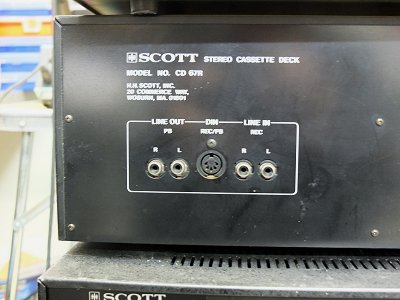 SCOTT STEREO CASSETTE DECK
MODEL NO. CD 67R
H.H. SCOTT, INC.
20 COMMERCE WAY,
WOBURN, MA. 01801
LINE OUT DIN LINE IN
PB REC/PB REC
R L R L
SCOTT